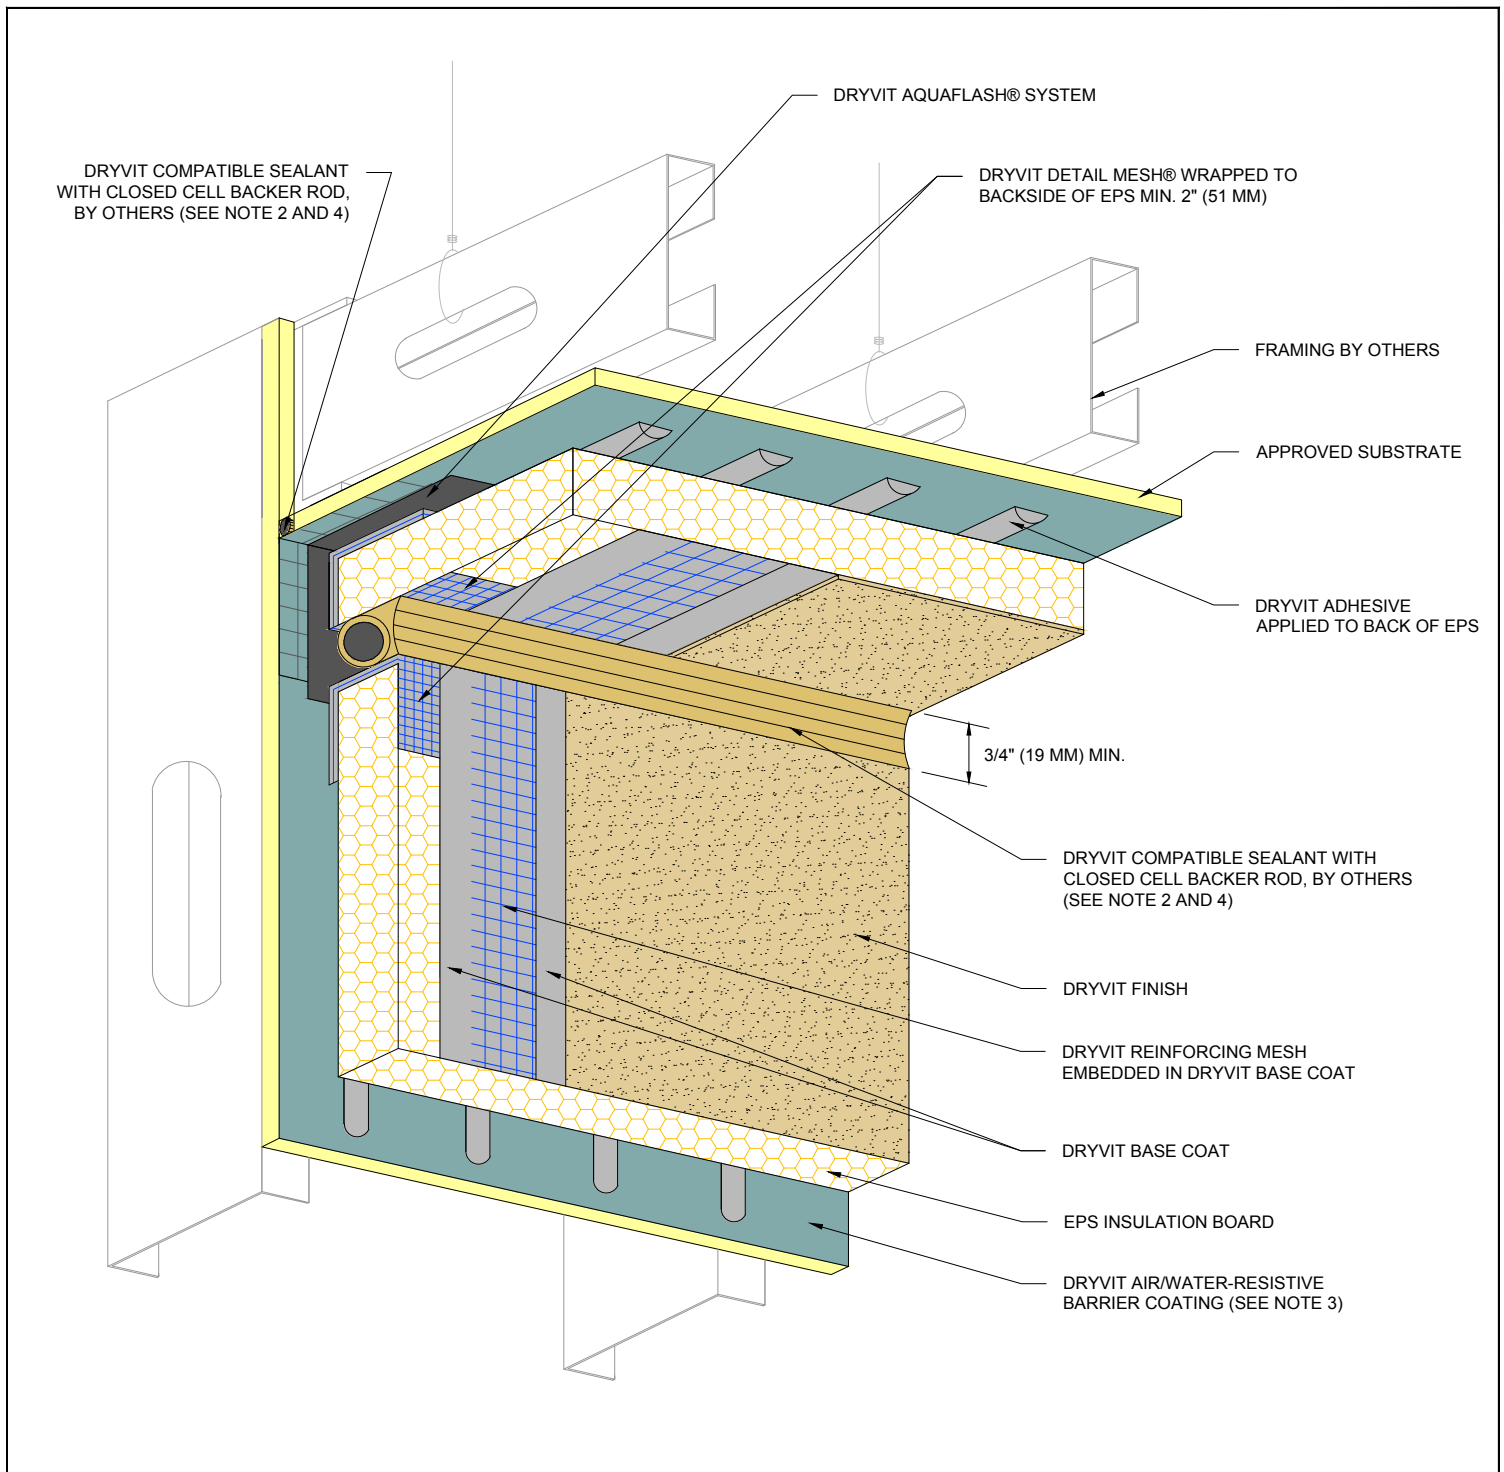 DRYVIT AQUAFLASH® SYSTEM
DRYVIT COMPATIBLE SEALANT
WITH CLOSED CELL BACKER ROD,
BY OTHERS (SEE NOTE 2 AND 4)
DRYVIT DETAIL MESH® WRAPPED TO
BACKSIDE OF EPS MIN. 2" (51 MM)
FRAMING BY OTHERS
APPROVED SUBSTRATE
DRYVIT ADHESIVE
APPLIED TO BACK OF EPS
3/4" (19 MM) MIN.
DRYVIT COMPATIBLE SEALANT WITH
CLOSED CELL BACKER ROD, BY OTHERS
(SEE NOTE 2 AND 4)
DRYVIT FINISH
DRYVIT REINFORCING MESH
EMBEDDED IN DRYVIT BASE COAT
DRYVIT BASE COAT
EPS INSULATION BOARD
DRYVIT AIR/WATER-RESISTIVE
BARRIER COATING (SEE NOTE 3)